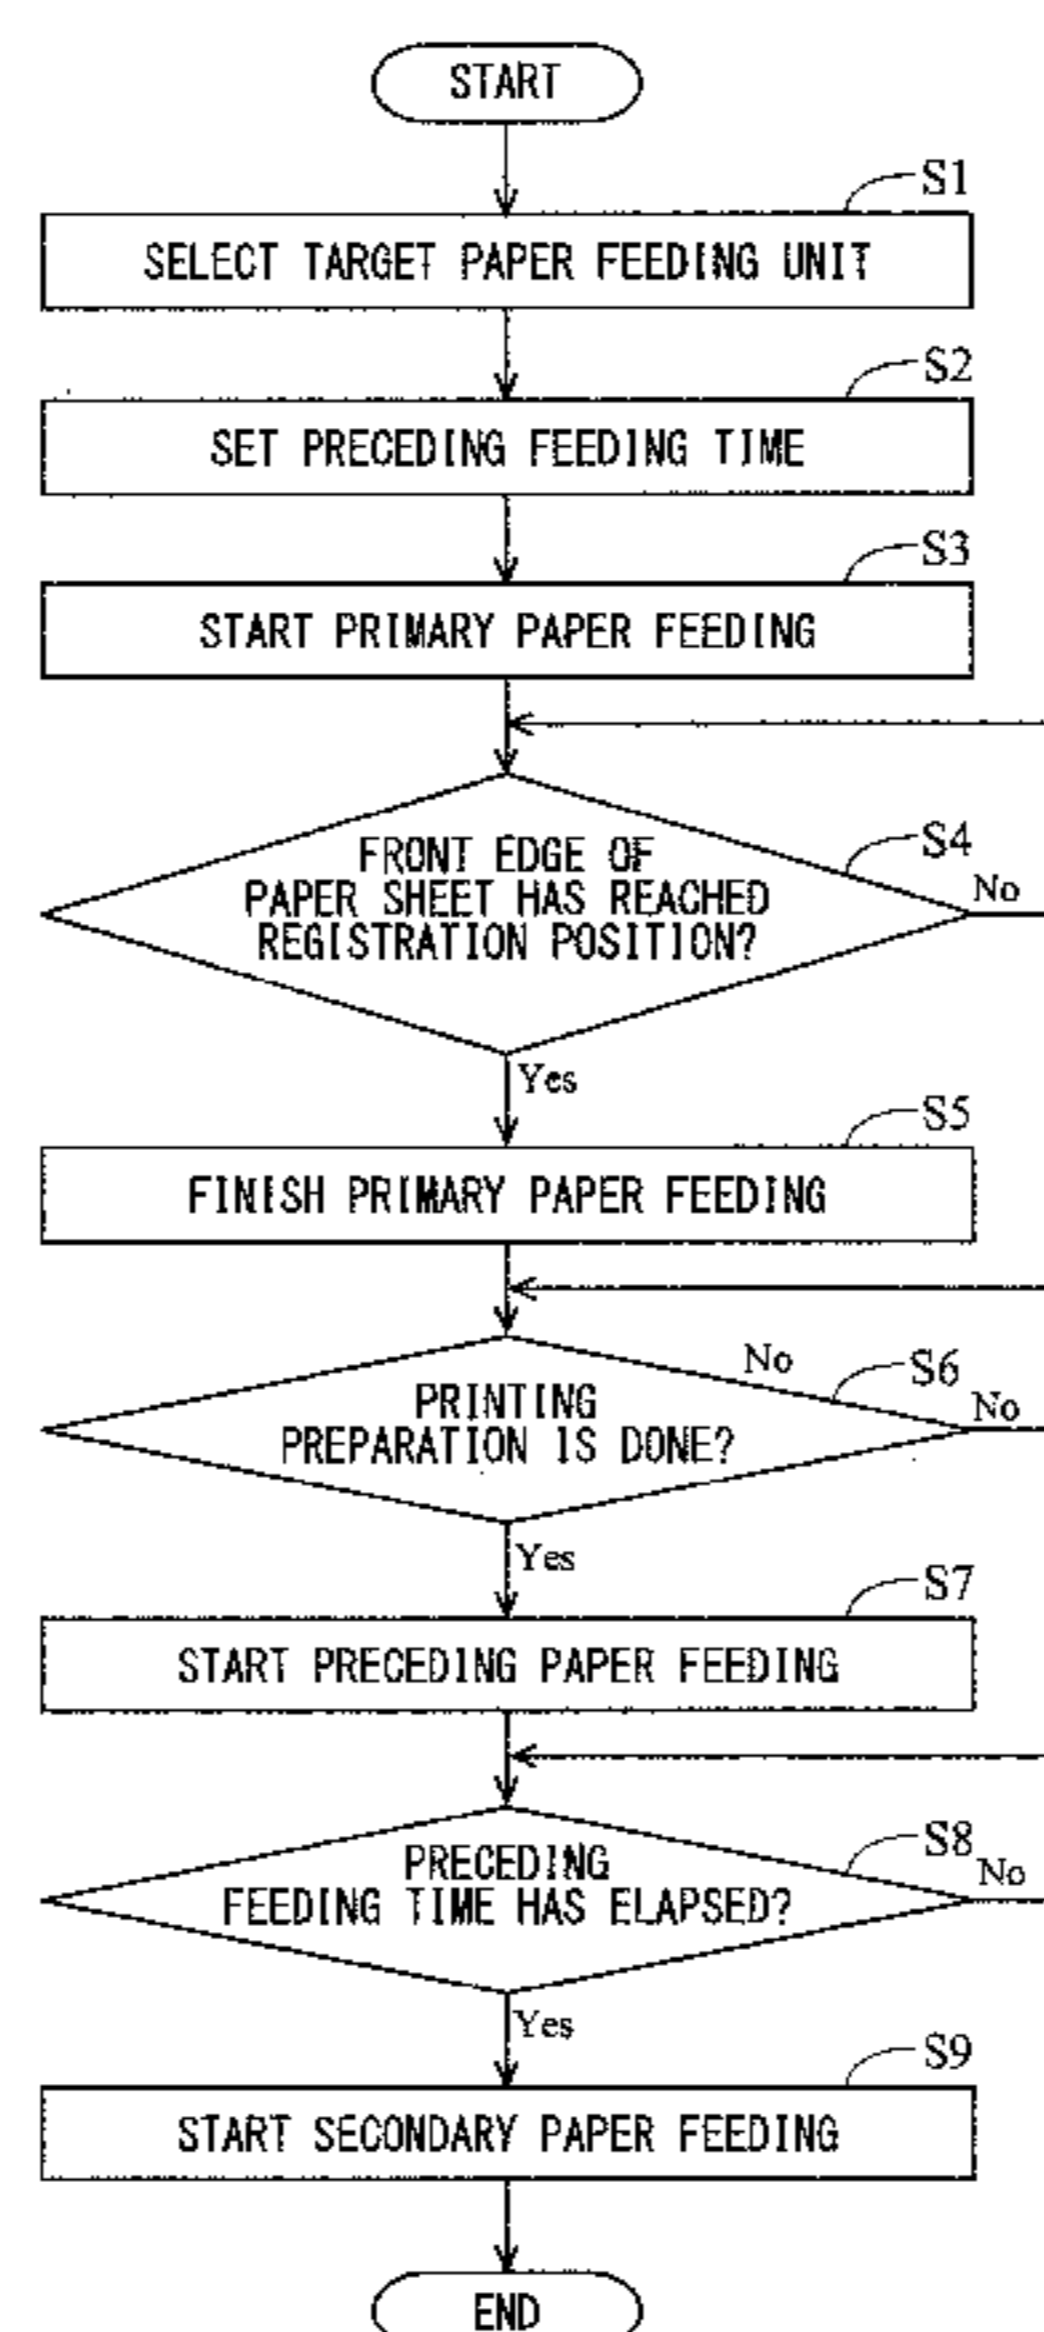 START
S1
SELECT TARGET PAPER FEEDING UNIT
S2
SET PRECEDING FEEDING TIME
S3
START PRIMARY PAPER FEEDING
S4
FRONT EDGE OF
PAPER SHEET HAS REACHED
REGISTRATION POSITION?
No
Yes
S5
FINISH PRIMARY PAPER FEEDING
No
S6
PRINTING
PREPARATION IS DONE?
No
Yes
S7
START PRECEDING PAPER FEEDING
S8
PRECEDING
FEEDING TIME HAS ELAPSED?
No
Yes
S9
START SECONDARY PAPER FEEDING
END